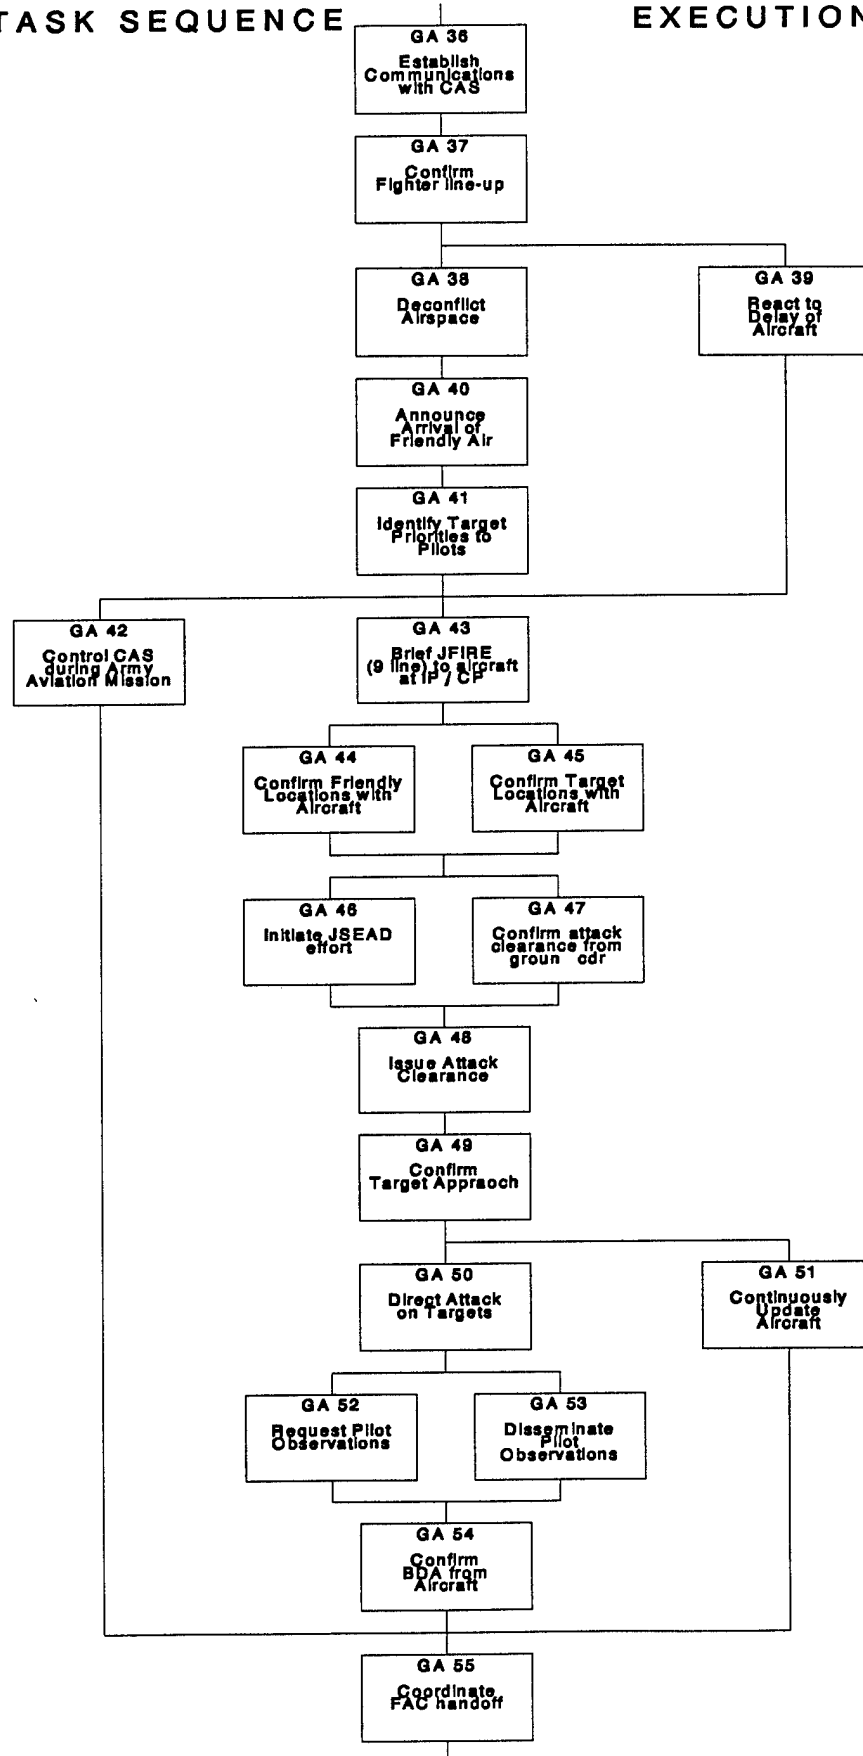 TASK SEQUENCE
EXECUTION
GA 36
Establish
Communications
with CAS
GA 37
Confirm
Fighter line-up
GA 38
Deconflict
Airspace
GA 39
React to
Delay of
Aircraft
GA 40
Announce
Arrival of
Friendly Air
GA 41
Identify Target
Priorities to
Pilots
GA 42
Control CAS
during Army
Aviation Mission
GA 43
Brief JFIRE
(9 line) to aircraft
at IP / CP
GA 44
Confirm Friendly
Locations with
Aircraft
GA 45
Confirm Target
Locations with
Aircraft
GA 46
Initiate JSEAD
effort
GA 47
Confirm attack
clearance from
groun cdr
GA 48
Issue Attack
Clearance
GA 49
Confirm
Target Appraoch
GA 50
Direct Attack
on Targets
GA 51
Continuously
Update
Aircraft
GA 52
Request Pilot
Observations
GA 53
Disseminate
Pilot
Observations
GA 54
Confirm
BDA from
Aircraft
GA 55
Coordinate
FAC handoff